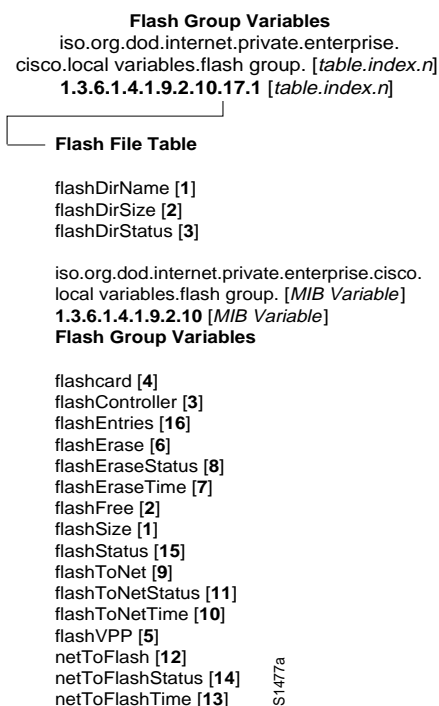 Flash Group Variables
iso.org.dod.internet.private.enterprise.
cisco.local variables.flash group. [table.index.n]
1.3.6.1.4.1.9.2.10.17.1 [table.index.n]
Flash File Table
flashDirName [1]
flashDirSize [2]
flashDirStatus [3]
iso.org.dod.internet.private.enterprise.cisco.
local variables.flash group. [MIB Variable]
1.3.6.1.4.1.9.2.10 [MIB Variable]
Flash Group Variables
flashcard [4]
flashController [3]
flashEntries [16]
flashErase [6]
flashEraseStatus [8]
flashEraseTime [7]
flashFree [2]
flashSize [1]
flashStatus [15]
flashToNet [9]
flashToNetStatus [11]
flashToNetTime [10]
flashVPP [5]
netToFlash [12]
netToFlashStatus [14]
netToFlashTime [13]
S1477a